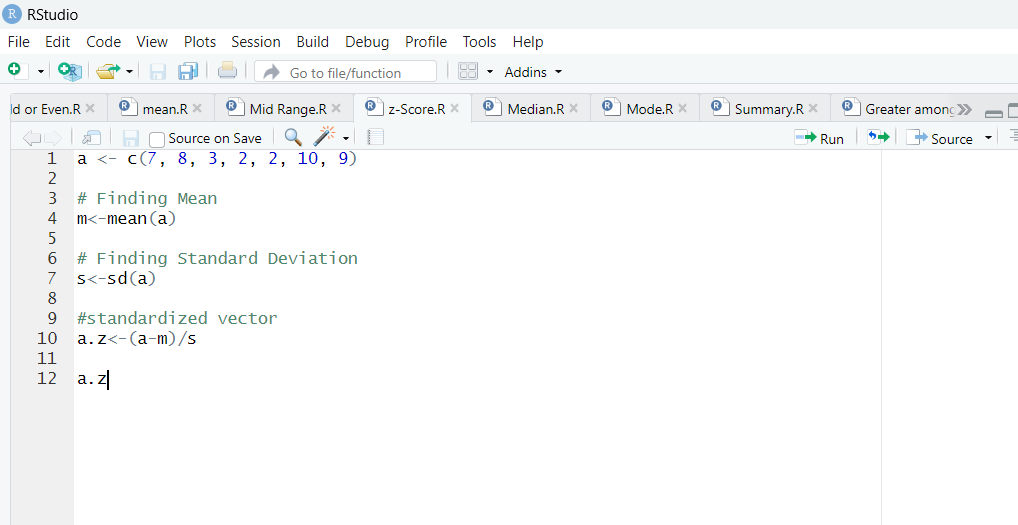 RStudio
File Edit Code View Plots Session Build Debug Profile Tools Help
Go to file/function Addins
ld or Even.R mean.R Mid Range.R z-Score.R Median.R Mode.R Summary.R Greater among
Source on Save Run Source
1 a <- c(7, 8, 3, 2, 2, 10, 9)
2
3 # Finding Mean
4 m<-mean(a)
5
6 # Finding Standard Deviation
7 s<-sd(a)
8
9 #standardized vector
10 a.z<-(a-m)/s
11
12 a.z